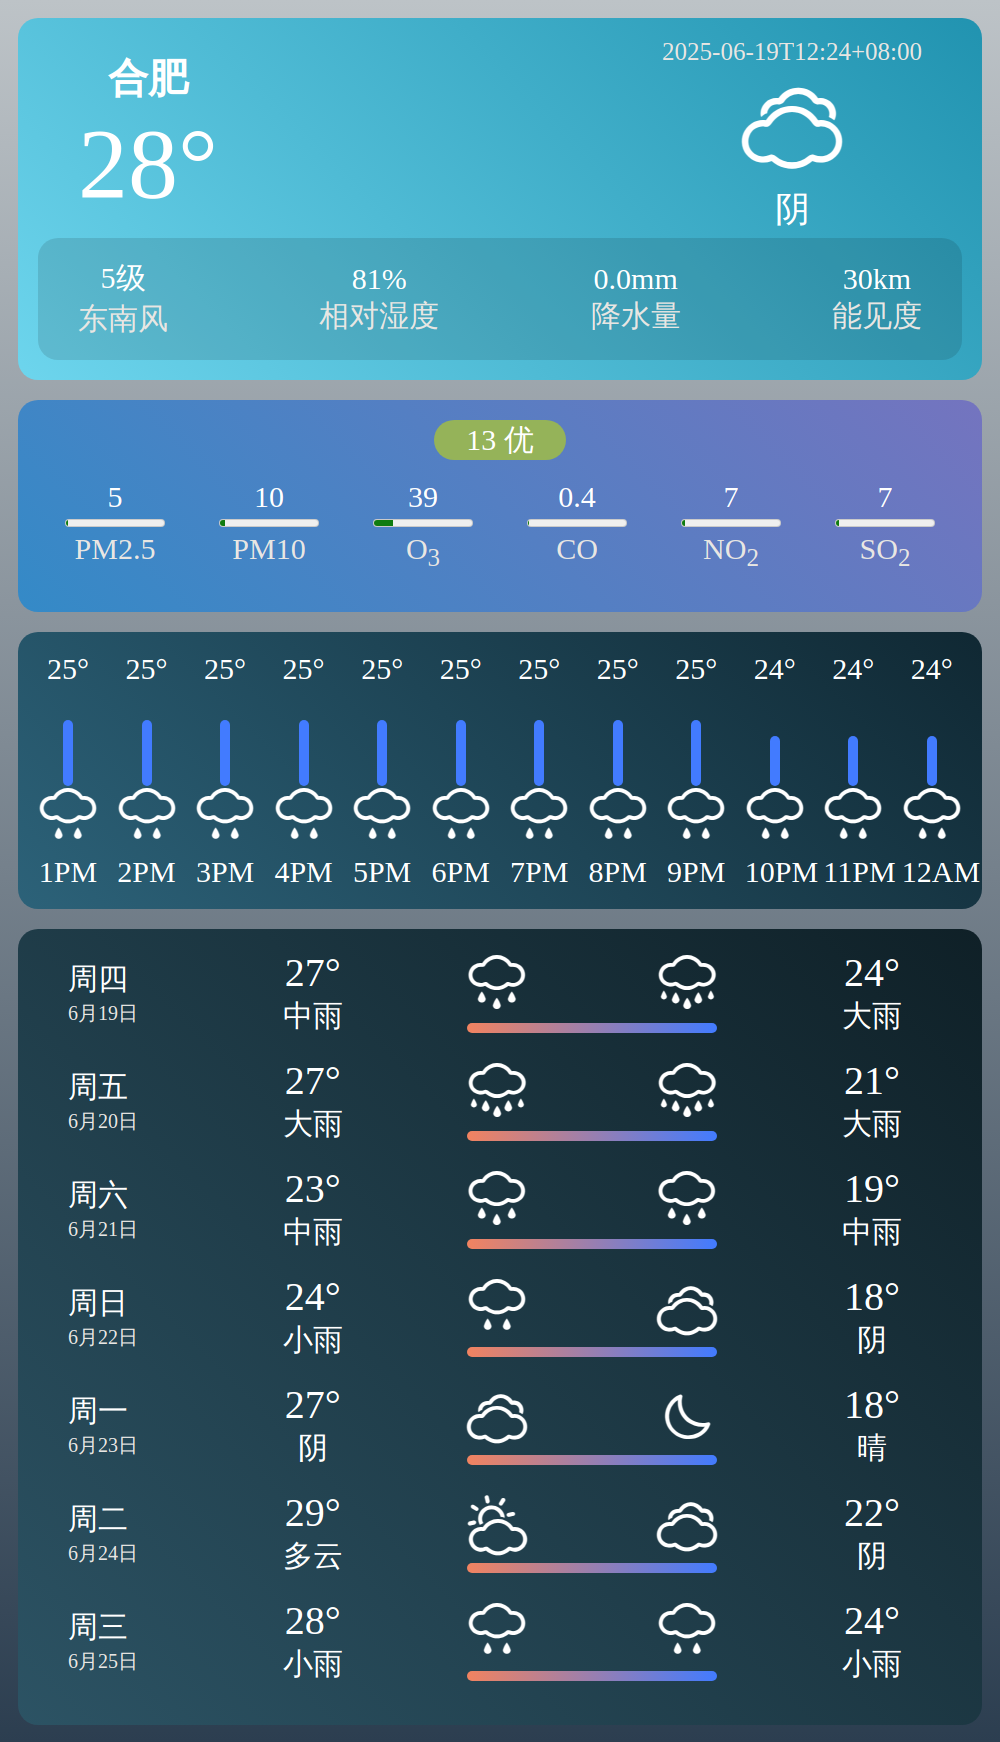 合肥
28°
2025-06-19T12:24+08:00
阴
5级 81% 0.0mm 30km
东南风 相对湿度 降水量 能见度
13 优
5 10 39 0.4 7 7
PM2.5 PM10 O3 CO NO2 SO2
25° 25° 25° 25° 25° 25° 25° 25° 25° 24° 24° 24°
1PM 2PM 3PM 4PM 5PM 6PM 7PM 8PM 9PM 10PM 11PM 12AM
周四 27° 24°
6月19日 中雨 大雨
周五 27° 21°
6月20日 大雨 大雨
周六 23° 19°
6月21日 中雨 中雨
周日 24° 18°
6月22日 小雨 阴
周一 27° 18°
6月23日 阴 晴
周二 29° 22°
6月24日 多云 阴
周三 28° 24°
6月25日 小雨 小雨